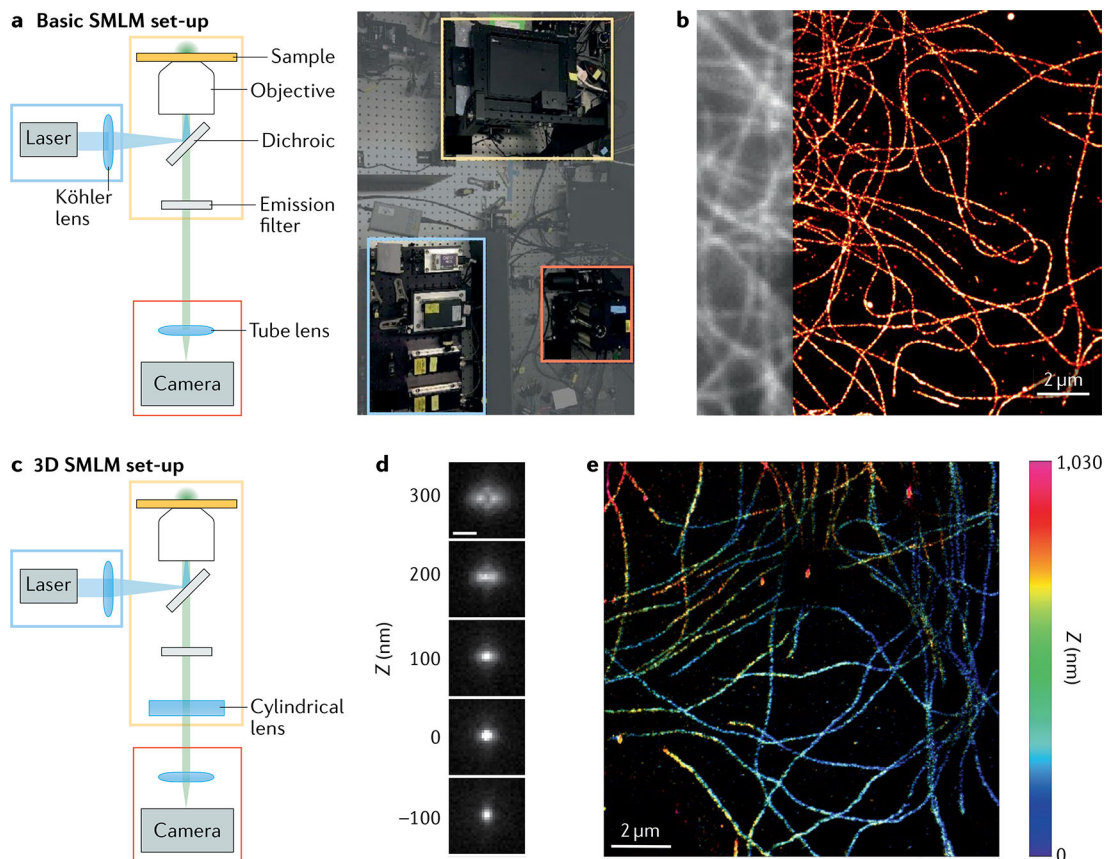 a Basic SMLM set-up
Sample
Objective
Laser
Dichroic
Köhler
lens
Emission
filter
Tube lens
Camera
b
2 µm
c 3D SMLM set-up
Laser
Cylindrical
lens
Camera
d
300
200
100
0
−100
Z (nm)
e
2 µm
1,030
Z (nm)
0